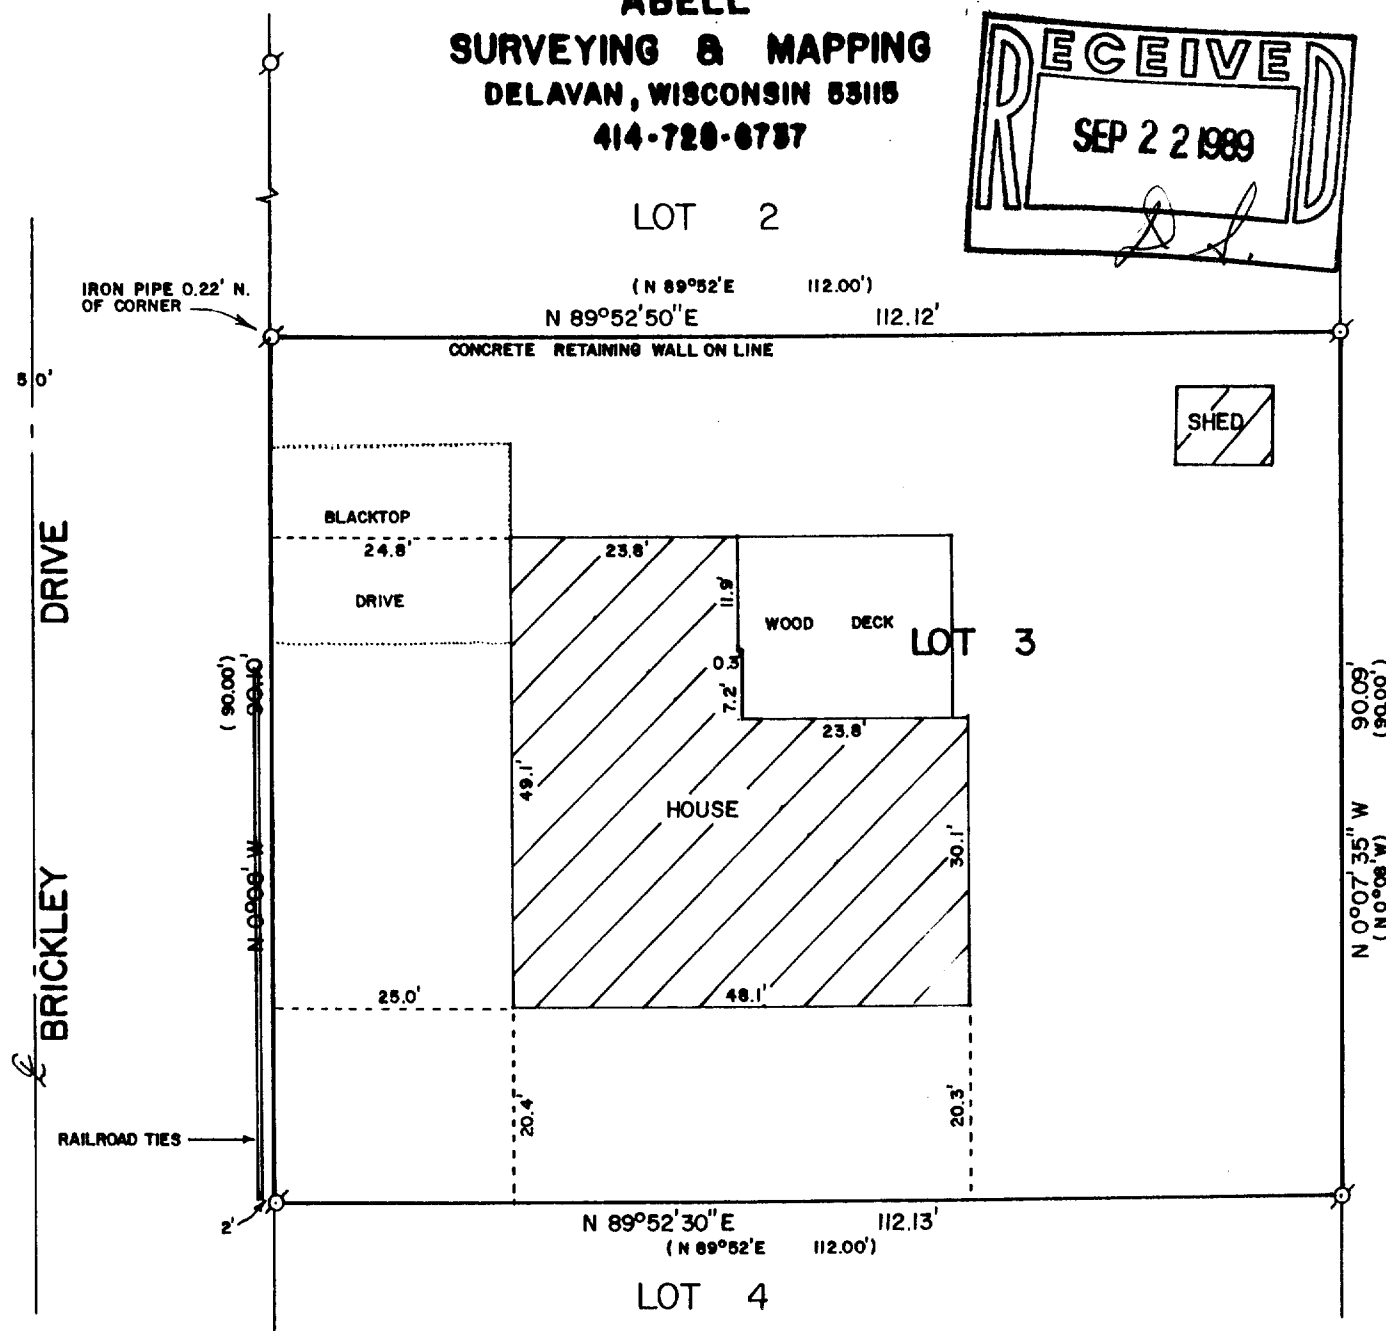 ABELL
SURVEYING & MAPPING
DELAVAN, WISCONSIN 53115
414-728-6737
RECEIVED
SEP 22 1989
LOT 2
(N 89°52'E 112.00')
N 89°52'50"E 112.12'
IRON PIPE 0.22' N.
OF CORNER
CONCRETE RETAINING WALL ON LINE
50'
SHED
BLACKTOP
24.8'
DRIVE
23.8'
11.9'
WOOD DECK
LOT 3
0.3'
7.2'
23.8'
BRICKLEY DRIVE
(90.00')
90.10'
N 0°08' W
49.1'
HOUSE
30.1'
90.09'
(90.00')
N 0°07'35" W
(N 0°08' W)
25.0'
48.1'
20.4'
20.3'
RAILROAD TIES
2'
N 89°52'30"E 112.13'
(N 89°52'E 112.00')
LOT 4